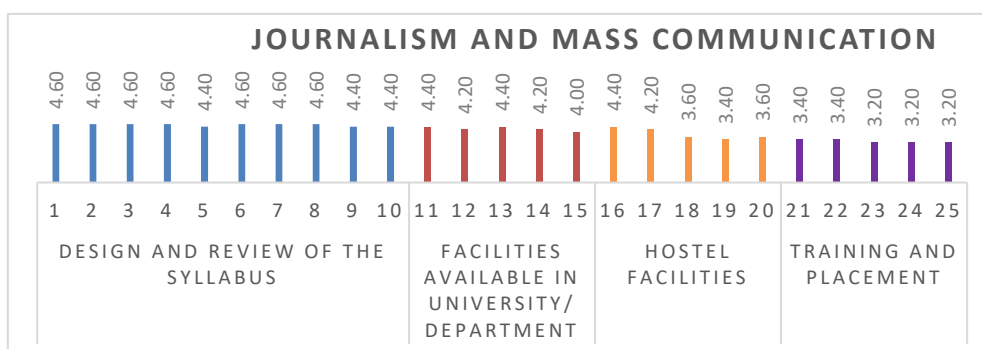 JOURNALISM AND MASS COMMUNICATION
4.60 4.60 4.60 4.60 4.40 4.60 4.60 4.60 4.40 4.40 4.40 4.20 4.40 4.20 4.00 4.40 4.20 3.60 3.40 3.60 3.40 3.40 3.20 3.20 3.20
1 2 3 4 5 6 7 8 9 10 11 12 13 14 15 16 17 18 19 20 21 22 23 24 25
DESIGN AND REVIEW OF THE
SYLLABUS
FACILITIES
AVAILABLE IN
UNIVERSITY/
DEPARTMENT
HOSTEL
FACILITIES
TRAINING AND
PLACEMENT